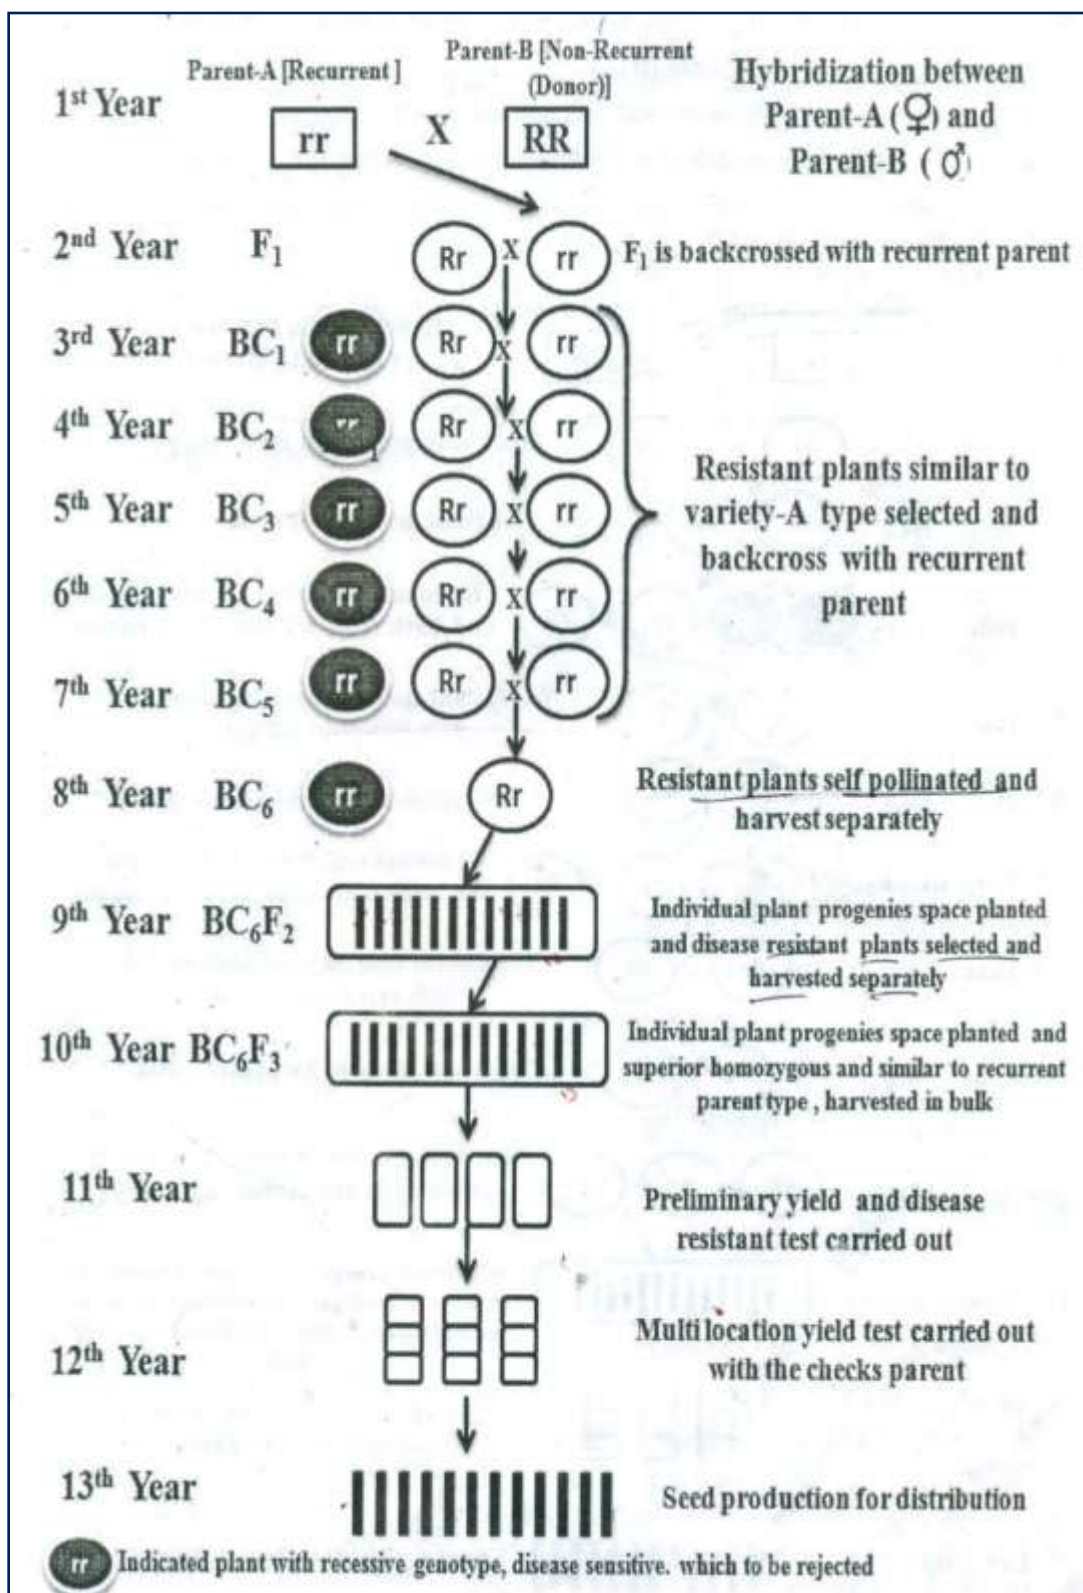 Parent-A [Recurrent ]
Parent-B [Non-Recurrent
(Donor)]
Hybridization between
Parent-A (♀) and
Parent-B ( ♂)
1st Year
rr
X
RR
2nd Year
F1
Rr
X
rr
F1 is backcrossed with recurrent parent
3rd Year
BC1
rr
Rr
X
rr
4th Year
BC2
Rr
X
rr
5th Year
BC3
rr
Rr
X
rr
6th Year
BC4
rr
Rr
X
rr
7th Year
BC5
rr
Rr
X
rr
Resistant plants similar to
variety-A type selected and
backcross with recurrent
parent
8th Year
BC6
rr
Rr
Resistant plants self pollinated and
harvest separately
9th Year
BC6F2
Individual plant progenies space planted
and disease resistant plants selected and
harvested separately
10th Year
BC6F3
Individual plant progenies space planted and
superior homozygous and similar to recurrent
parent type , harvested in bulk
11th Year
Preliminary yield and disease
resistant test carried out
12th Year
Multi location yield test carried out
with the checks parent
13th Year
Seed production for distribution
rr
Indicated plant with recessive genotype, disease sensitive. which to be rejected